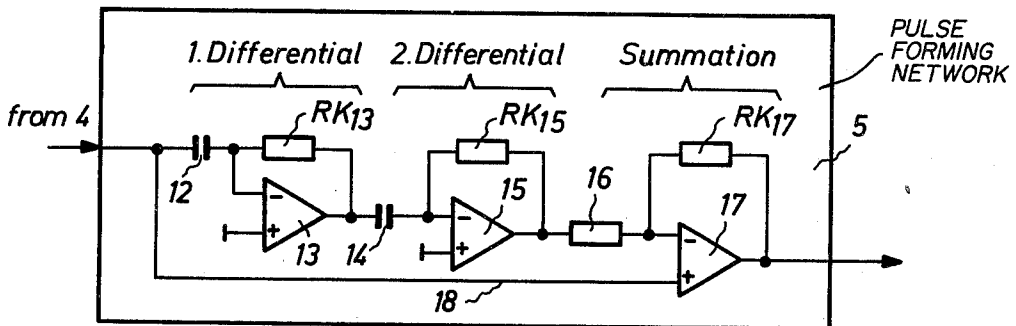 PULSE
FORMING
NETWORK
1. Differential
2. Differential
Summation
from 4
RK13
RK15
RK17
5
12
13
14
15
16
17
18
-
+
-
+
-
+